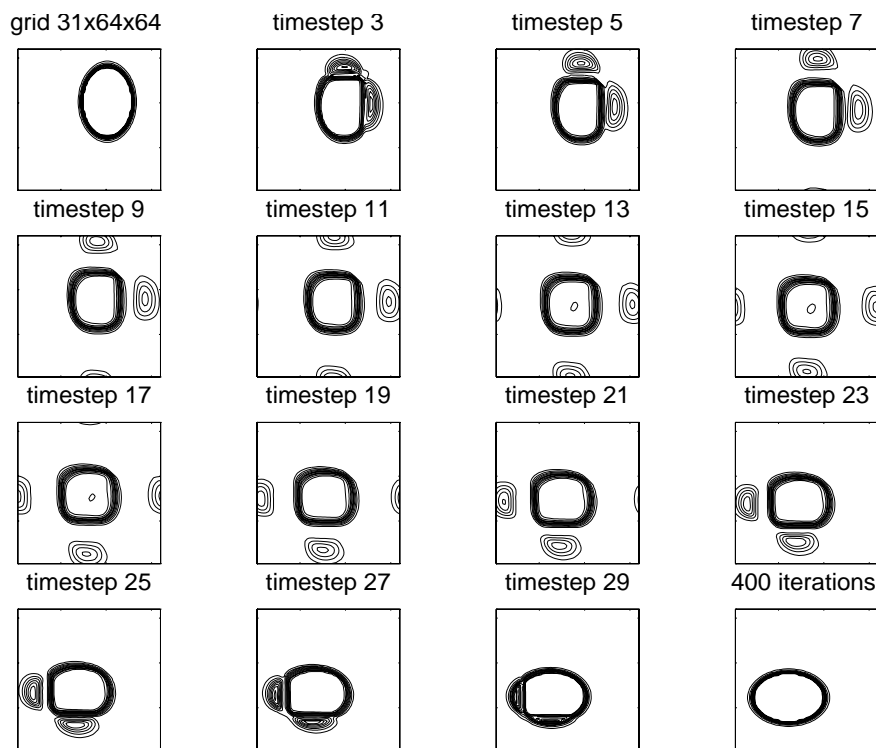 grid 31x64x64
timestep 3
timestep 5
timestep 7
timestep 9
timestep 11
timestep 13
timestep 15
timestep 17
timestep 19
timestep 21
timestep 23
timestep 25
timestep 27
timestep 29
400 iterations